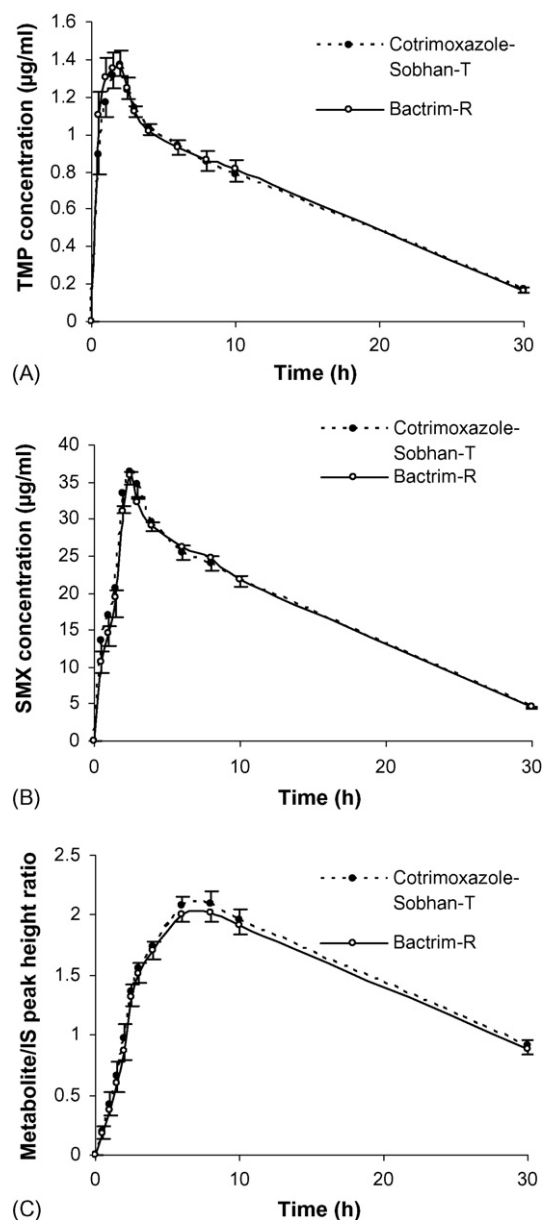 TMP concentration (µg/ml)
1.6
1.4
1.2
1
0.8
0.6
0.4
0.2
0
Cotrimoxazole-
Sobhan-T
Bactrim-R
0 10 20 30
Time (h)
(A)
SMX concentration (µg/ml)
40
35
30
25
20
15
10
5
0
Cotrimoxazole-
Sobhan-T
Bactrim-R
0 10 20 30
Time (h)
(B)
Metabolite/IS peak height ratio
2.5
2
1.5
1
0.5
0
Cotrimoxazole-
Sobhan-T
Bactrim-R
0 10 20 30
Time (h)
(C)